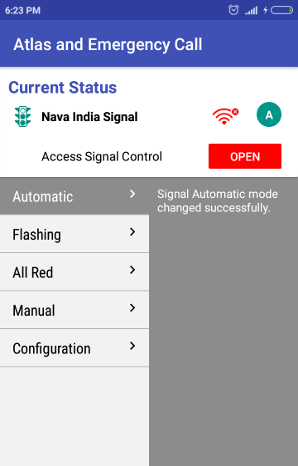 6:23 PM
Atlas and Emergency Call
Current Status
Nava India Signal
A
Access Signal Control
OPEN
Automatic
Signal Automatic mode
changed successfully.
Flashing
All Red
Manual
Configuration